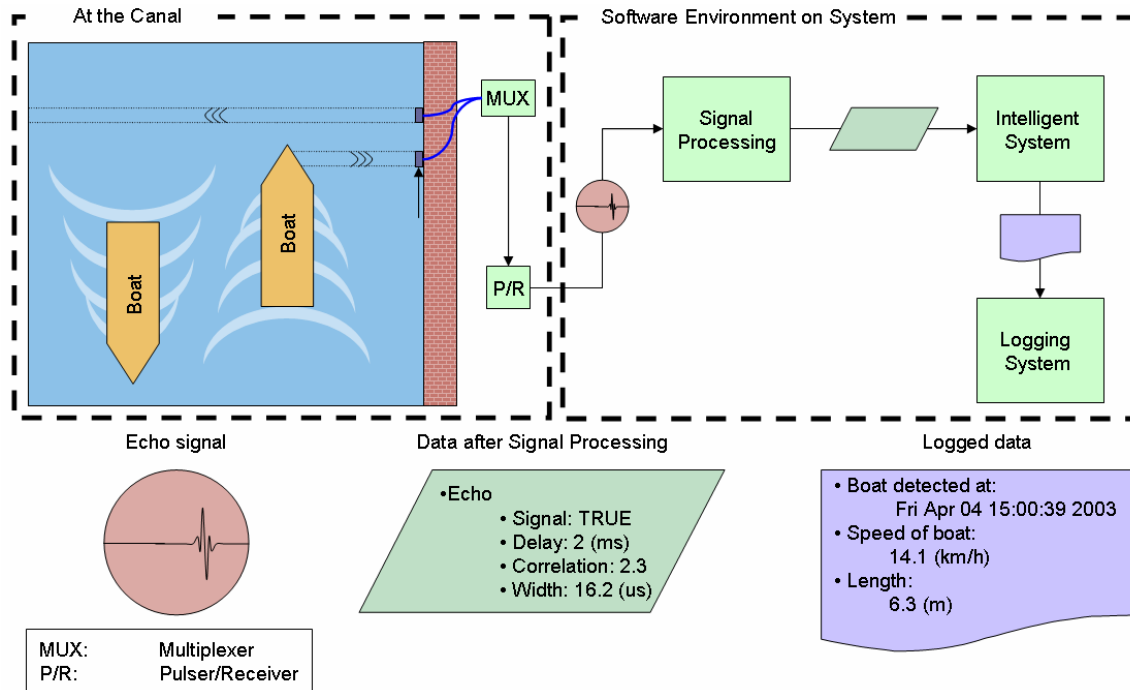 At the Canal
Software Environment on System
MUX
P/R
Boat
Boat
Signal
Processing
Intelligent
System
Logging
System
Echo signal
Data after Signal Processing
Logged data
•Echo
• Signal: TRUE
• Delay: 2 (ms)
• Correlation: 2.3
• Width: 16.2 (us)
• Boat detected at:
Fri Apr 04 15:00:39 2003
• Speed of boat:
14.1 (km/h)
• Length:
6.3 (m)
MUX: Multiplexer
P/R: Pulser/Receiver